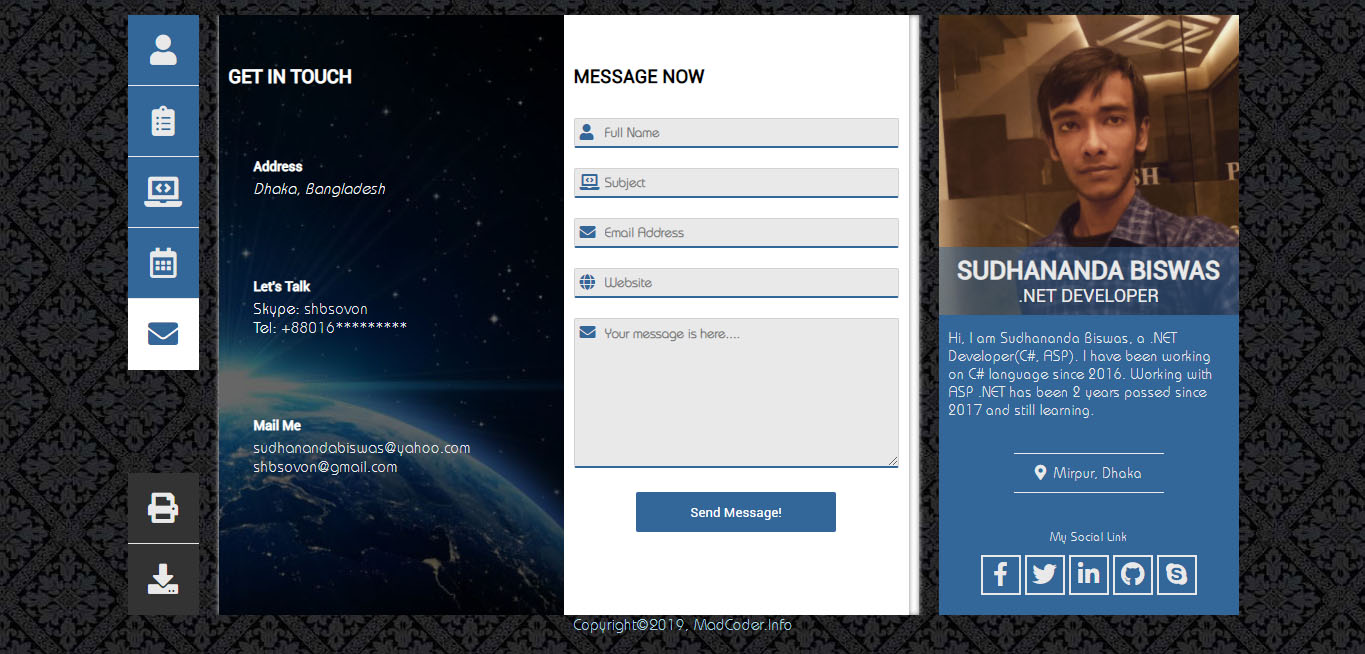 GET IN TOUCH
Address
Dhaka, Bangladesh
Let's Talk
Skype: shbsovon
Tel: +88016*********
Mail Me
sudhanandabiswas@yahoo.com
shbsovon@gmail.com
MESSAGE NOW
Full Name
Subject
Email Address
Website
Your message is here....
Send Message!
SH
P
SUDHANANDA BISWAS
.NET DEVELOPER
Hi, I am Sudhananda Biswas, a .NET
Developer(C#, ASP). I have been working
on C# language since 2016. Working with
ASP .NET has been 2 years passed since
2017 and still learning.
Mirpur, Dhaka
My Social Link
Copyright©2019, MadCoder.Info